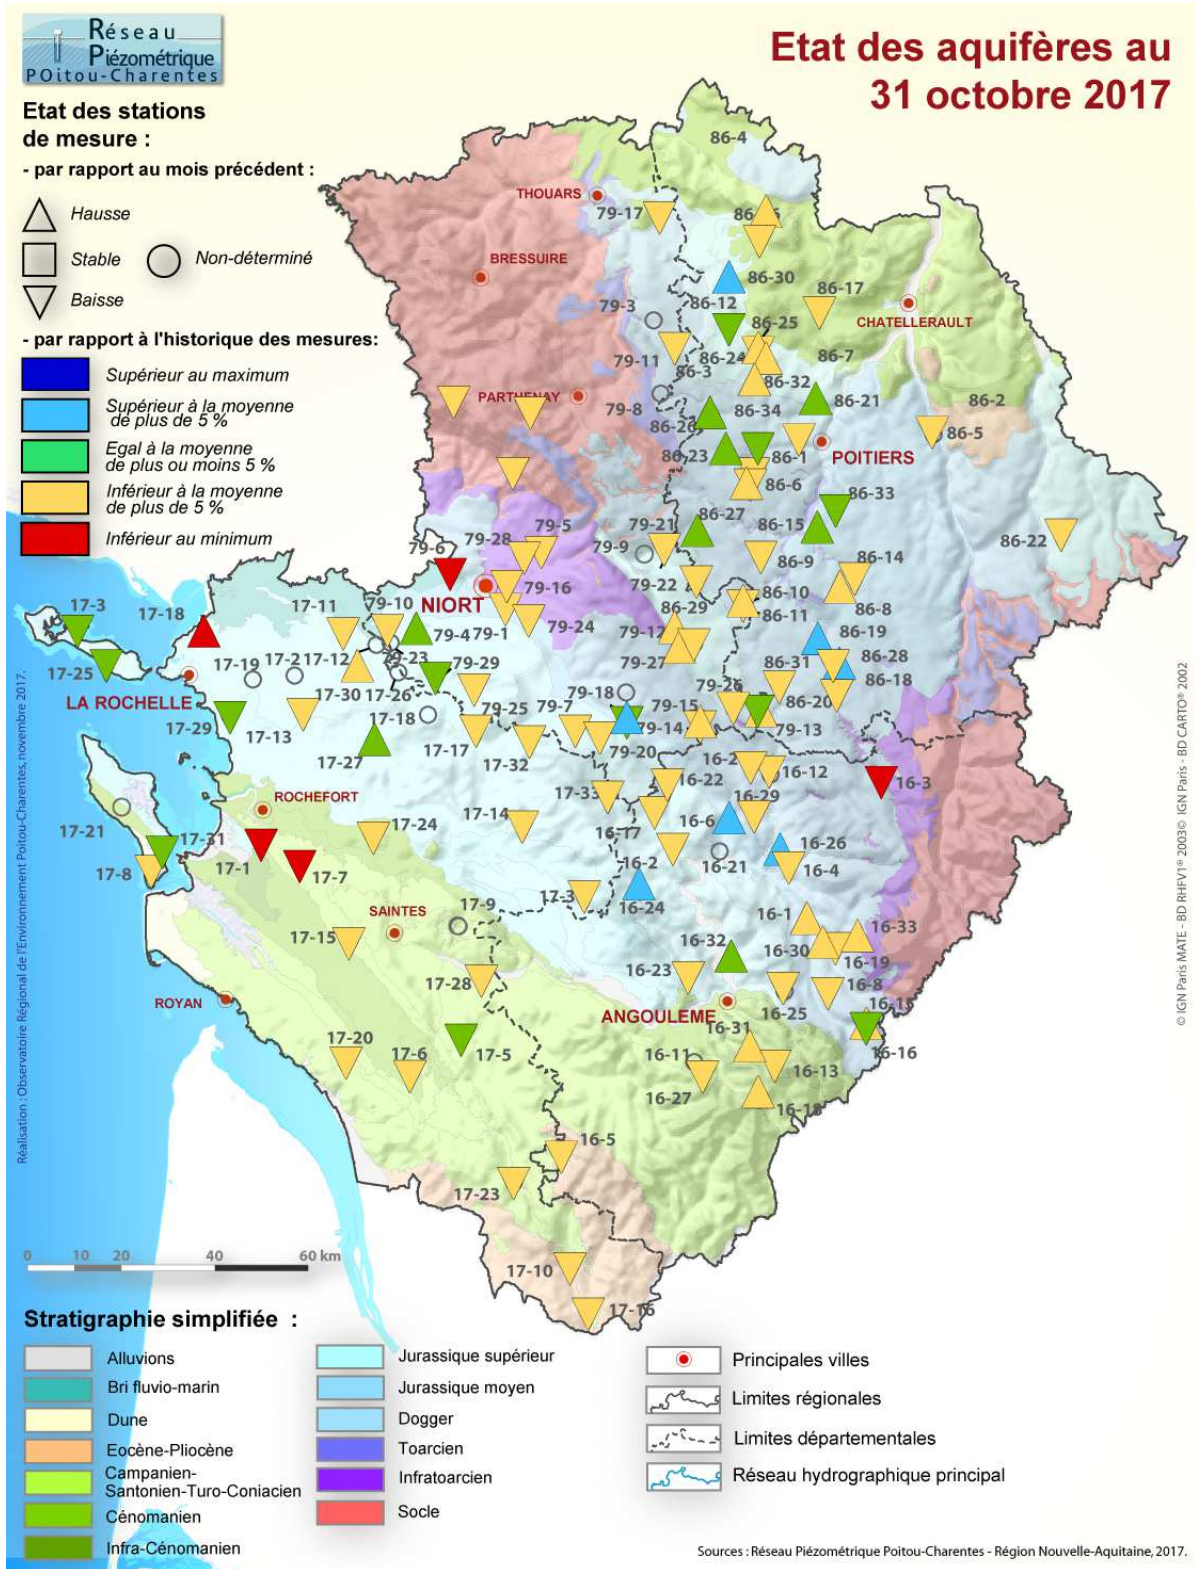 Réseau
Piézométrique
POitou-Charentes
Etat des aquifères au
31 octobre 2017
Etat des stations
de mesure :
- par rapport au mois précédent :
Hausse
Stable
Non-déterminé
Baisse
- par rapport à l'historique des mesures:
Supérieur au maximum
Supérieur à la moyenne
de plus de 5 %
Egal à la moyenne
de plus ou moins 5 %
Inférieur à la moyenne
de plus de 5 %
Inférieur au minimum
86-4
THOUARS
79-17
BRESSUIRE
86-30
86-17
79-3
86-12
CHATELLERAULT
86-25
79-11
86-24
86-7
86-3
86-32
PARTHENAY
79-8
86-34
86-21
86-2
86-26
86-5
86-23
86-1
POITIERS
86-6
86-33
86-27
86-15
79-5
79-21
79-28
79-6
79-9
86-22
86-9
86-14
79-22
79-16
17-3
17-18
17-11
79-10
NIORT
86-29
86-10
86-11
86-8
79-4
79-1
79-24
79-12
86-19
17-25
17-19
17-2
17-12
79-23
79-29
79-27
86-31
86-28
LA ROCHELLE
17-30
17-26
79-18
79-26
86-18
17-29
17-13
17-18
79-25
79-7
79-15
86-20
79-14
79-13
17-27
17-17
17-32
79-20
16-12
16-22
16-3
ROCHEFORT
17-33
16-29
17-21
17-24
17-14
16-17
16-6
17-31
16-26
17-8
17-1
17-7
16-2
16-21
16-4
17-3
16-24
SAINTES
17-9
16-1
16-33
17-15
16-32
16-30
16-19
17-28
16-23
16-8
ROYAN
16-25
ANGOULEME
16-15
16-31
17-20
17-6
17-5
16-11
16-16
16-13
16-27
16-18
16-5
17-23
17-10
17-16
0 10 20 40 60 km
Réalisation : Observatoire Régional de l'Environnement Poitou-Charentes, novembre 2017.
© IGN Paris MATE - BD RHFV1® 2003© IGN Paris - BD CARTO® 2002
Stratigraphie simplifiée :
Alluvions
Bri fluvio-marin
Dune
Eocène-Pliocène
Campanien-
Santonien-Turo-Coniacien
Cénomanien
Infra-Cénomanien
Jurassique supérieur
Jurassique moyen
Dogger
Toarcien
Infratoarcien
Socle
Principales villes
Limites régionales
Limites départementales
Réseau hydrographique principal
Sources : Réseau Piézométrique Poitou-Charentes - Région Nouvelle-Aquitaine, 2017.